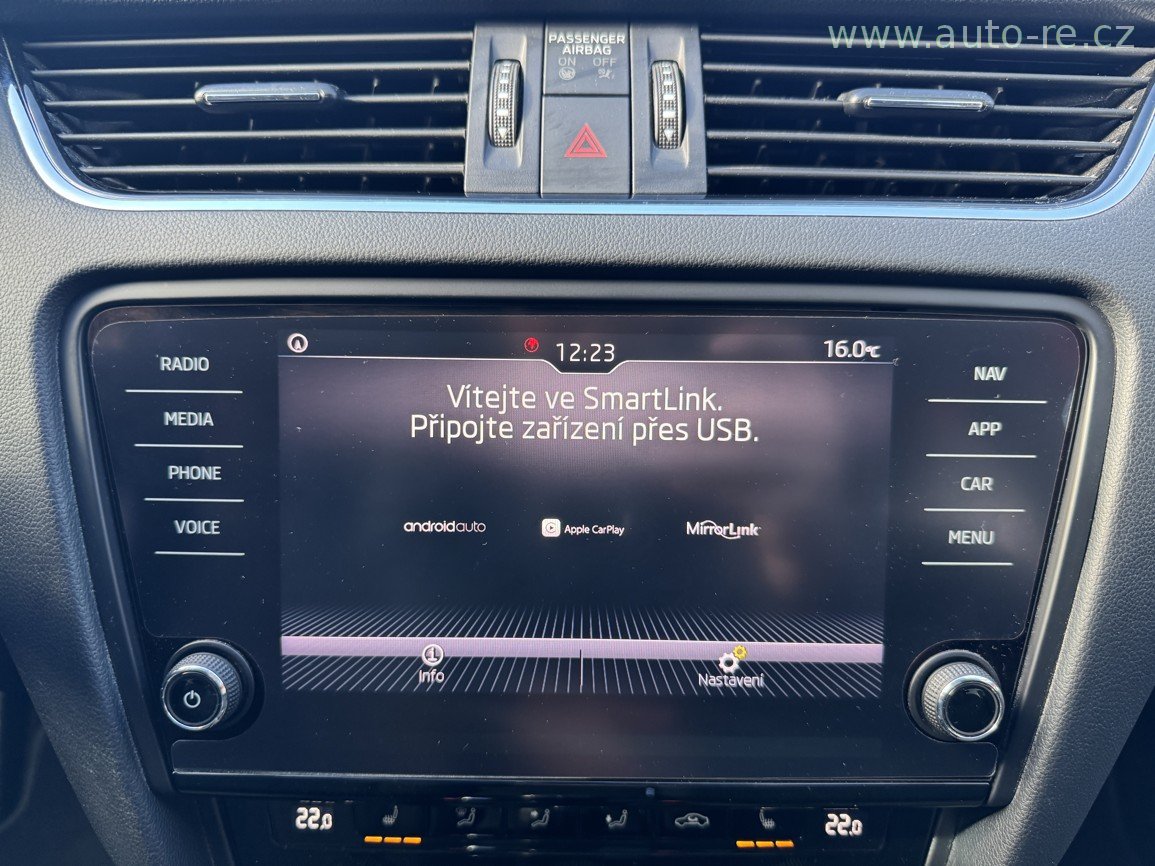 www.auto-re.cz
PASSENGER
AIRBAG
ON OFF
12:23
16.0°C
RADIO
MEDIA
PHONE
VOICE
Vítejte ve SmartLink.
Připojte zařízení přes USB.
androidauto
Apple CarPlay
MirrorLink
Info
Nastavení
NAV
APP
CAR
MENU
22.0
22.0